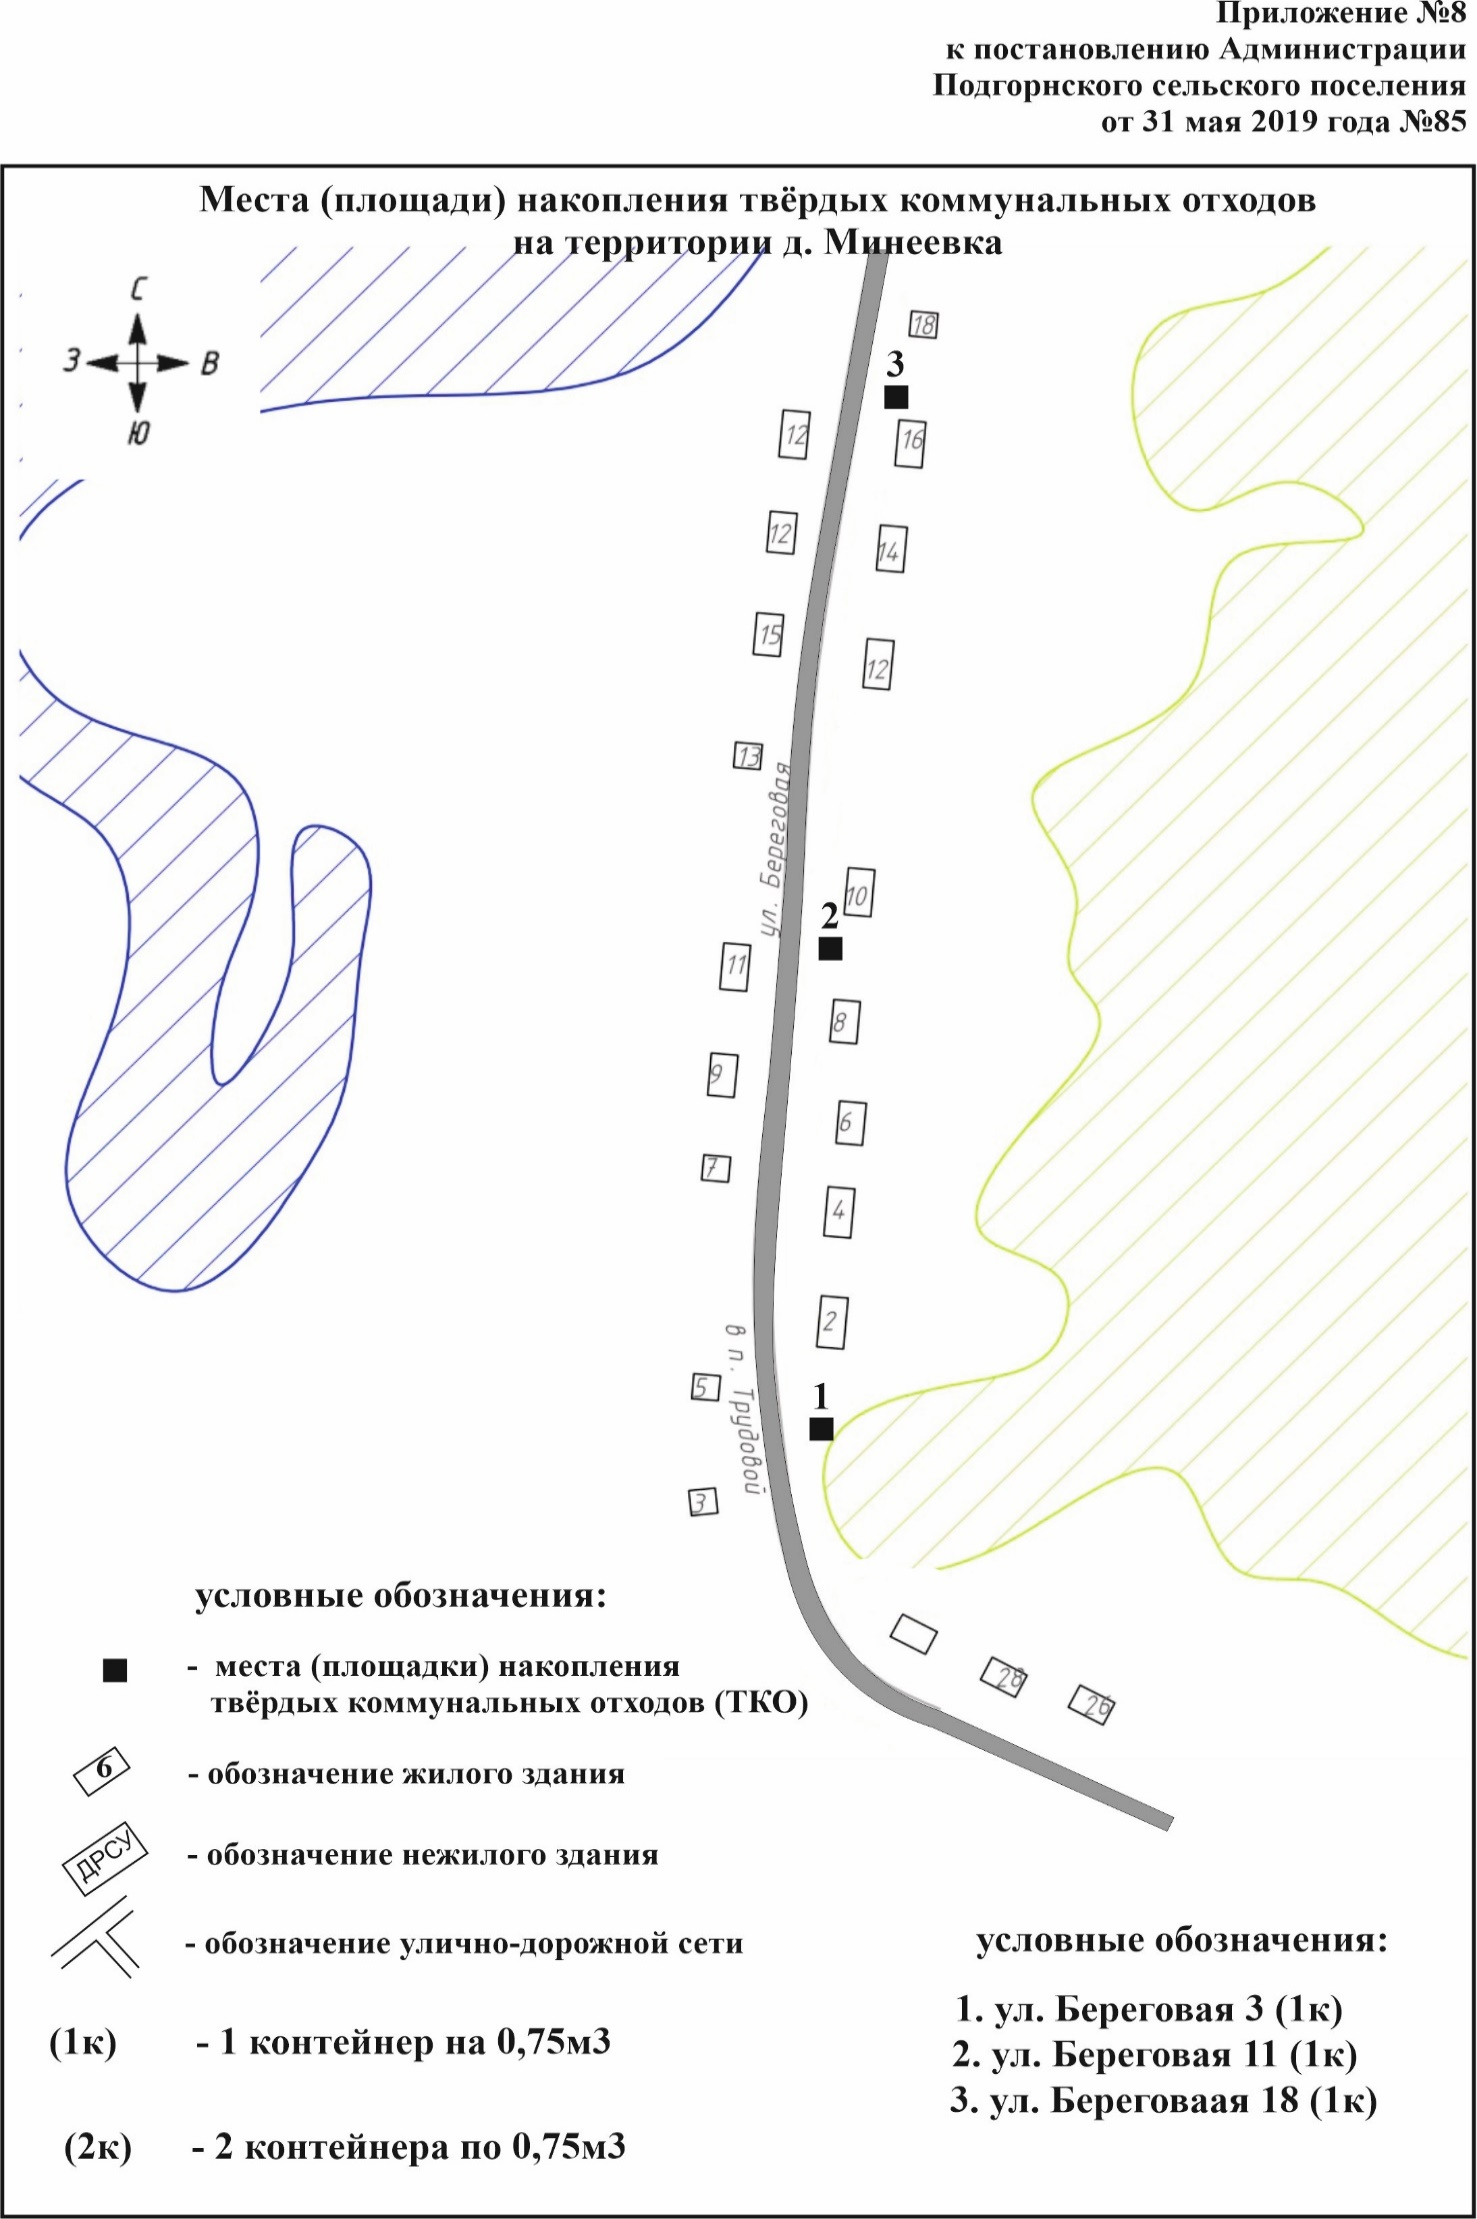 Приложение №8
к постановлению Администрации
Подгорнского сельского поселения
от 31 мая 2019 года №85
Места (площади) накопления твёрдых коммунальных отходов
на территории д. Минеевка
С
З
В
Ю
18
3
12
16
12
14
15
12
13
ул. Береговая
10
2
11
8
9
6
7
4
2
в п. Трудовой
5
1
3
28
26
условные обозначения:
- места (площадки) накопления
твёрдых коммунальных отходов (ТКО)
6
- обозначение жилого здания
ДРСУ
- обозначение нежилого здания
- обозначение улично-дорожной сети
(1к) - 1 контейнер на 0,75м3
(2к) - 2 контейнера по 0,75м3
условные обозначения:
1. ул. Береговая 3 (1к)
2. ул. Береговая 11 (1к)
3. ул. Береговаая 18 (1к)